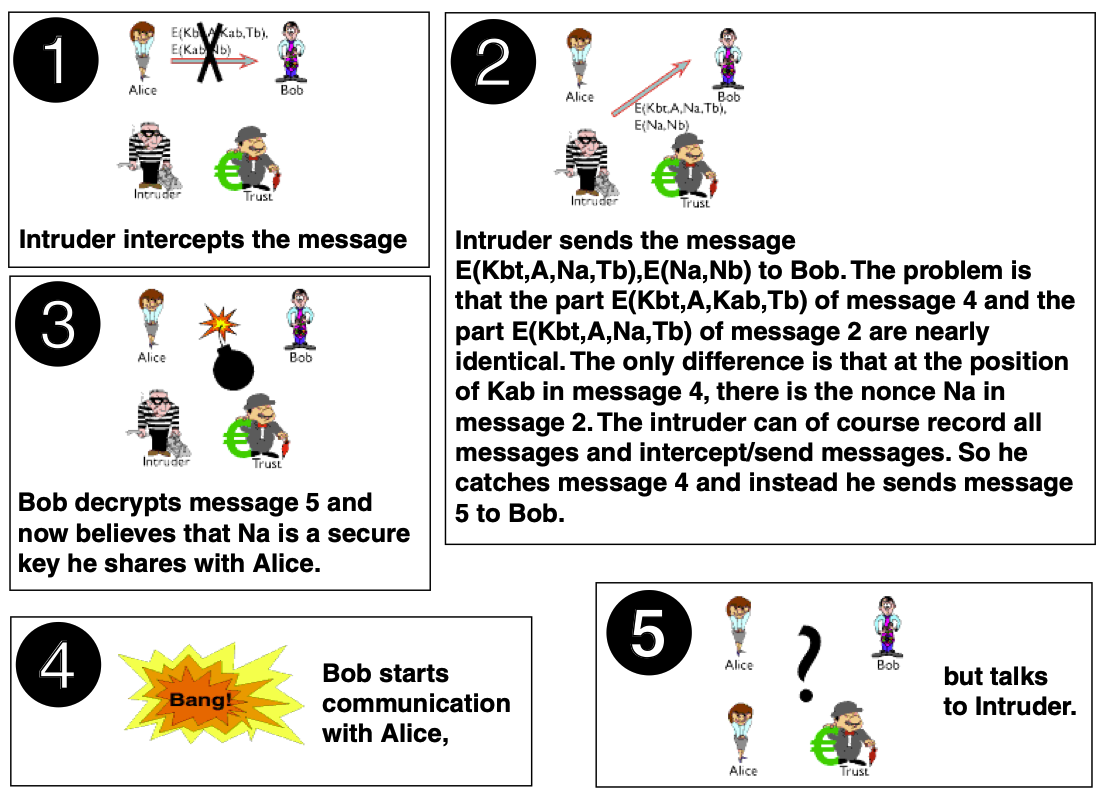 1
E(Kbt,A,Kab,Tb),
E(Kab,Nb)
Alice
Bob
Intruder
Trust
Intruder intercepts the message
2
Alice
Bob
E(Kbt,A,Na,Tb),
E(Na,Nb)
Intruder
Trust
Intruder sends the message
E(Kbt,A,Na,Tb),E(Na,Nb) to Bob. The problem is
that the part E(Kbt,A,Kab,Tb) of message 4 and the
part E(Kbt,A,Na,Tb) of message 2 are nearly
identical. The only difference is that at the position
of Kab in message 4, there is the nonce Na in
message 2. The intruder can of course record all
messages and intercept/send messages. So he
catches message 4 and instead he sends message
5 to Bob.
3
Alice
Bob
Intruder
Trust
Bob decrypts message 5 and
now believes that Na is a secure
key he shares with Alice.
4
Bang!
Bob starts
communication
with Alice,
5
Alice
?
Bob
Alice
Trust
but talks
to Intruder.